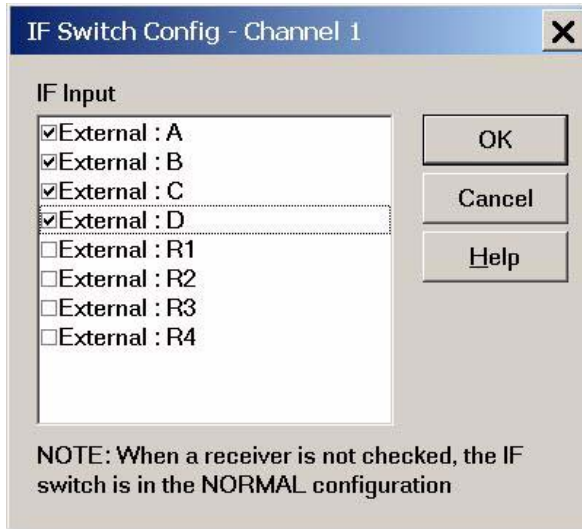 IF Switch Config - Channel 1
IF Input
External : A
External : B
External : C
External : D
External : R1
External : R2
External : R3
External : R4
OK
Cancel
Help
NOTE: When a receiver is not checked, the IF
switch is in the NORMAL configuration